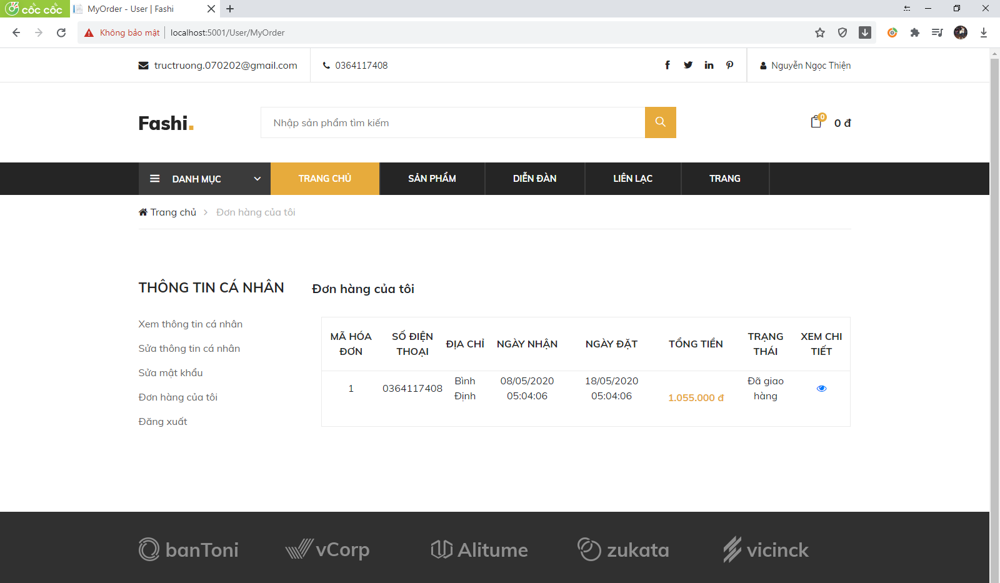 cốc cốc
MyOrder - User | Fashi
Không bảo mật
localhost:5001/User/MyOrder
tructruong.070202@gmail.com
0364117408
Nguyễn Ngọc Thiện
Fashi.
Nhập sản phẩm tìm kiếm
0
0 đ
DANH MỤC
TRANG CHỦ
SẢN PHẨM
DIỄN ĐÀN
LIÊN LẠC
TRANG
Trang chủ
Đơn hàng của tôi
THÔNG TIN CÁ NHÂN
Xem thông tin cá nhân
Sửa thông tin cá nhân
Sửa mật khẩu
Đơn hàng của tôi
Đăng xuất
Đơn hàng của tôi
MÃ HÓA
ĐƠN
SỐ ĐIỆN
THOẠI
ĐỊA CHỈ
NGÀY NHẬN
NGÀY ĐẶT
TỔNG TIỀN
TRẠNG
THÁI
XEM CHI
TIẾT
1
0364117408
Bình
Định
08/05/2020
05:04:06
18/05/2020
05:04:06
1.055.000 đ
Đã giao
hàng
banToni
vCorp
Alitume
zukata
vicinck